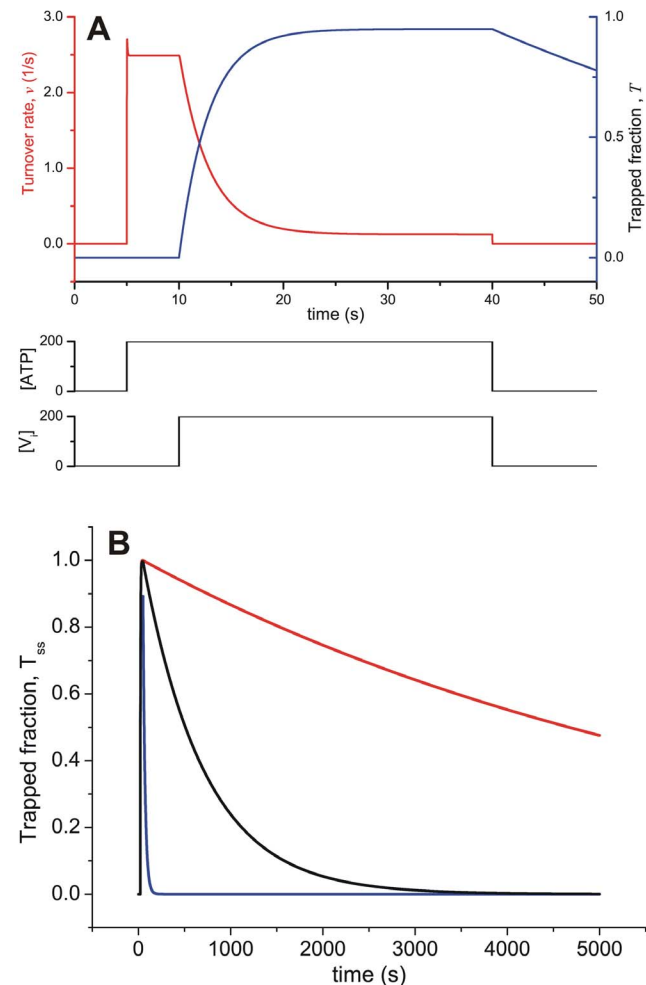 A
Turnover rate, ν (1/s)
3.0
2.0
1.0
0.0
Trapped fraction , T
1.0
0.5
0.0
0 10 20 30 40 50
time (s)
[ATP]
200
0
[Vᵢ]
200
0
B
Trapped fraction, Tₛₛ
1.0
0.8
0.6
0.4
0.2
0.0
0 1000 2000 3000 4000 5000
time (s)